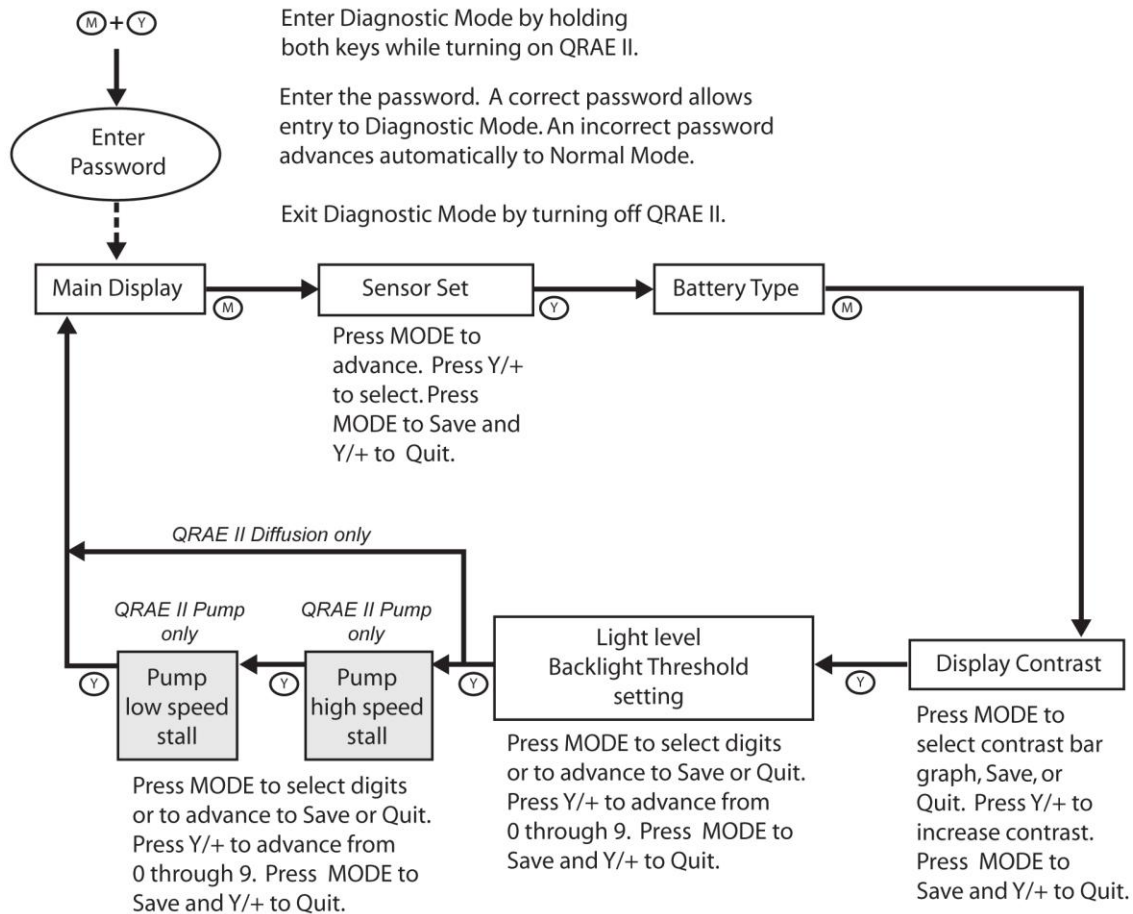 M + Y
Enter Diagnostic Mode by holding
both keys while turning on QRAE II.
Enter the password. A correct password allows
entry to Diagnostic Mode. An incorrect password
advances automatically to Normal Mode.
Enter
Password
Exit Diagnostic Mode by turning off QRAE II.
Main Display
M
Sensor Set
Y
Battery Type
M
Press MODE to
advance. Press Y/+
to select. Press
MODE to Save and
Y/+ to Quit.
QRAE II Diffusion only
QRAE II Pump
only
QRAE II Pump
only
Y
Pump
low speed
stall
Y
Pump
high speed
stall
Y
Light level
Backlight Threshold
setting
Y
Display Contrast
Press MODE to select digits
or to advance to Save or Quit.
Press Y/+ to advance from
0 through 9. Press MODE to
Save and Y/+ to Quit.
Press MODE to select digits
or to advance to Save or Quit.
Press Y/+ to advance from
0 through 9. Press MODE to
Save and Y/+ to Quit.
Press MODE to
select contrast bar
graph, Save, or
Quit. Press Y/+ to
increase contrast.
Press MODE to
Save and Y/+ to Quit.